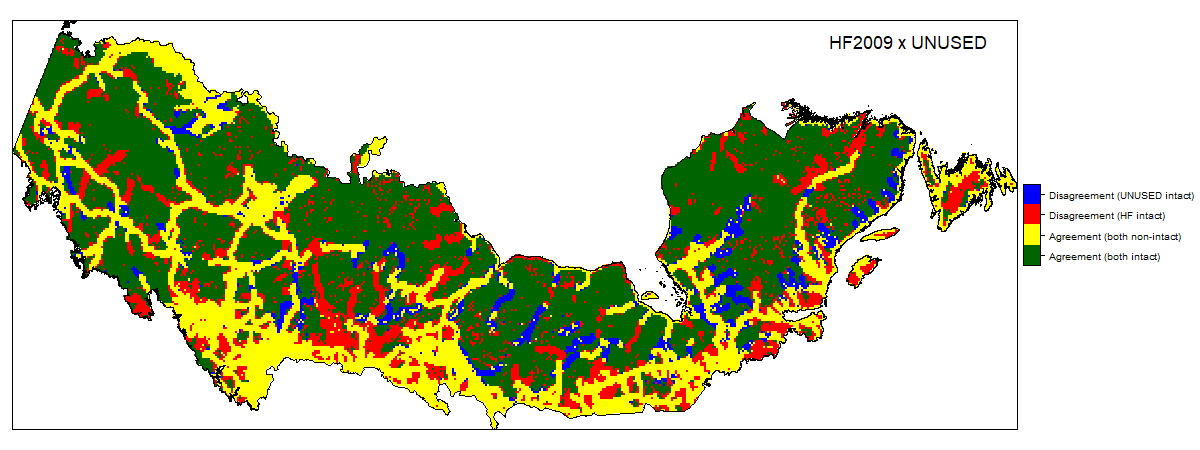 HF2009 x UNUSED
Disagreement (UNUSED intact)
Disagreement (HF intact)
Agreement (both non-intact)
Agreement (both intact)